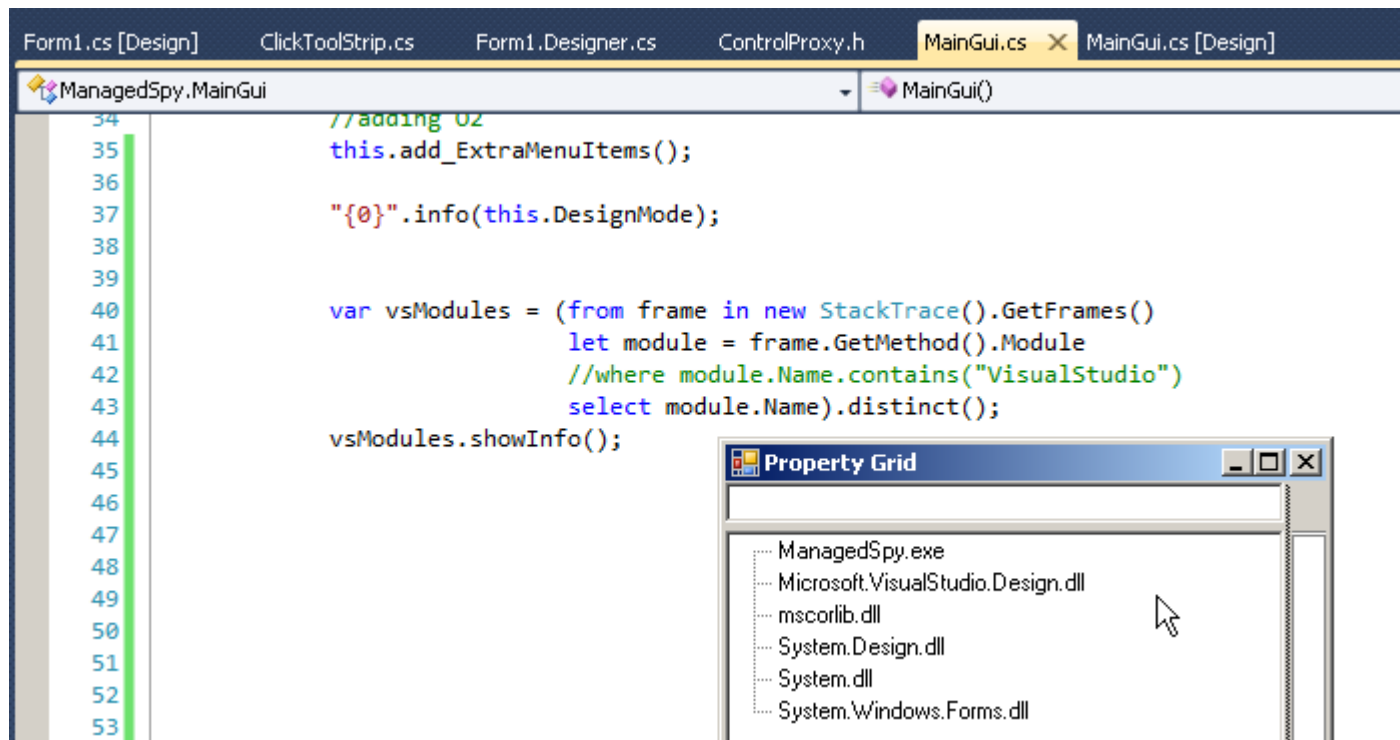 Form1.cs [Design] ClickToolStrip.cs Form1.Designer.cs ControlProxy.h MainGui.cs MainGui.cs [Design]
ManagedSpy.MainGui MainGui()
34 //adding O2
35 this.add_ExtraMenuItems();
36
37 "{0}".info(this.DesignMode);
38
39
40 var vsModules = (from frame in new StackTrace().GetFrames()
41 let module = frame.GetMethod().Module
42 //where module.Name.contains("VisualStudio")
43 select module.Name).distinct();
44 vsModules.showInfo();
45
46
47
48
49
50
51
52
53
Property Grid
ManagedSpy.exe
Microsoft.VisualStudio.Design.dll
mscorlib.dll
System.Design.dll
System.dll
System.Windows.Forms.dll